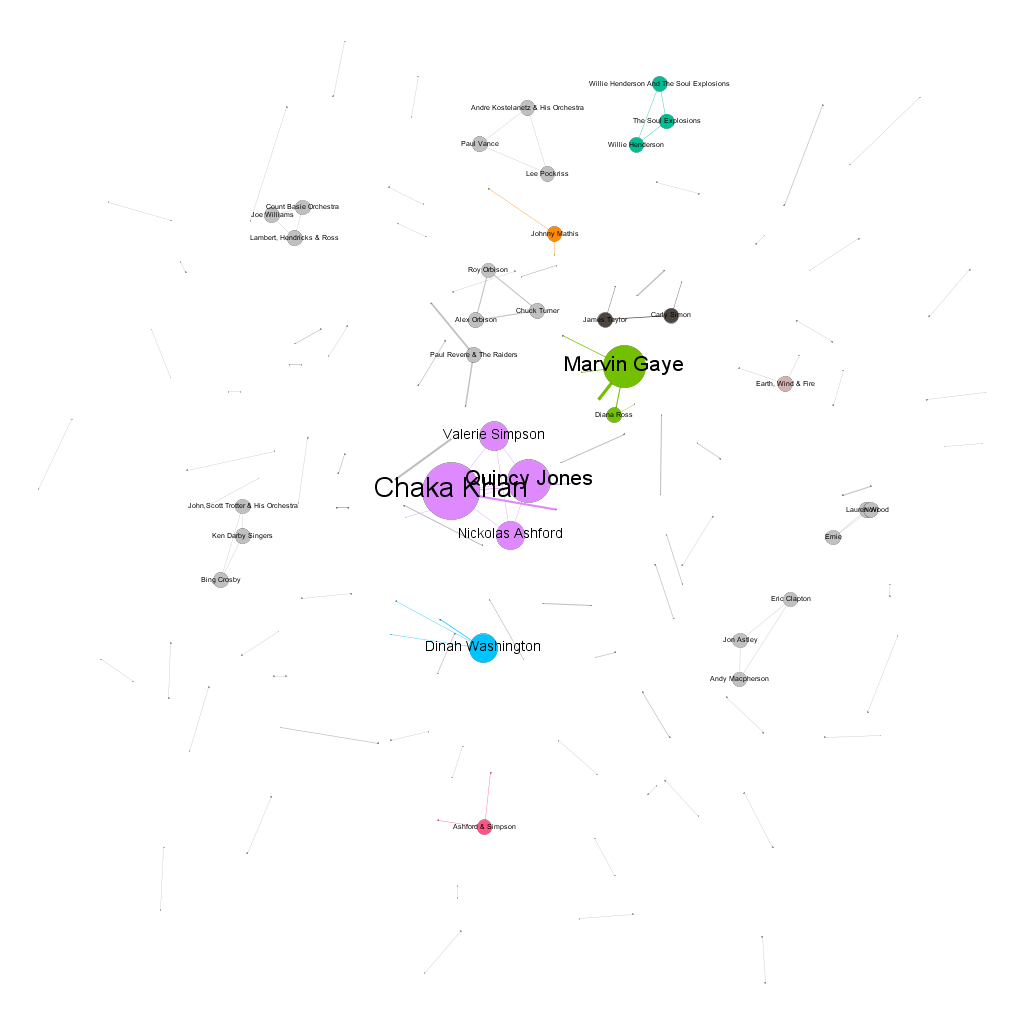 Willie Henderson And The Soul Explosions
Andre Kostelanetz & His Orchestra
The Soul Explosions
Paul Vance
Willie Henderson
Lee Pockriss
Count Basie Orchestra
Joe Williams
Johnny Mathis
Lambert, Hendricks & Ross
Roy Orbison
Chuck Turner
Carly Simon
Alex Orbison
James Taylor
Paul Revere & The Raiders
Marvin Gaye
Earth, Wind & Fire
Diana Ross
Valerie Simpson
Quincy Jones
Chaka Khan
John Scott Trotter & His Orchestra
Nickolas Ashford
Ken Darby Singers
Ernie
Bing Crosby
Eric Clapton
Jon Astley
Dinah Washington
Andy Macpherson
Ashford & Simpson